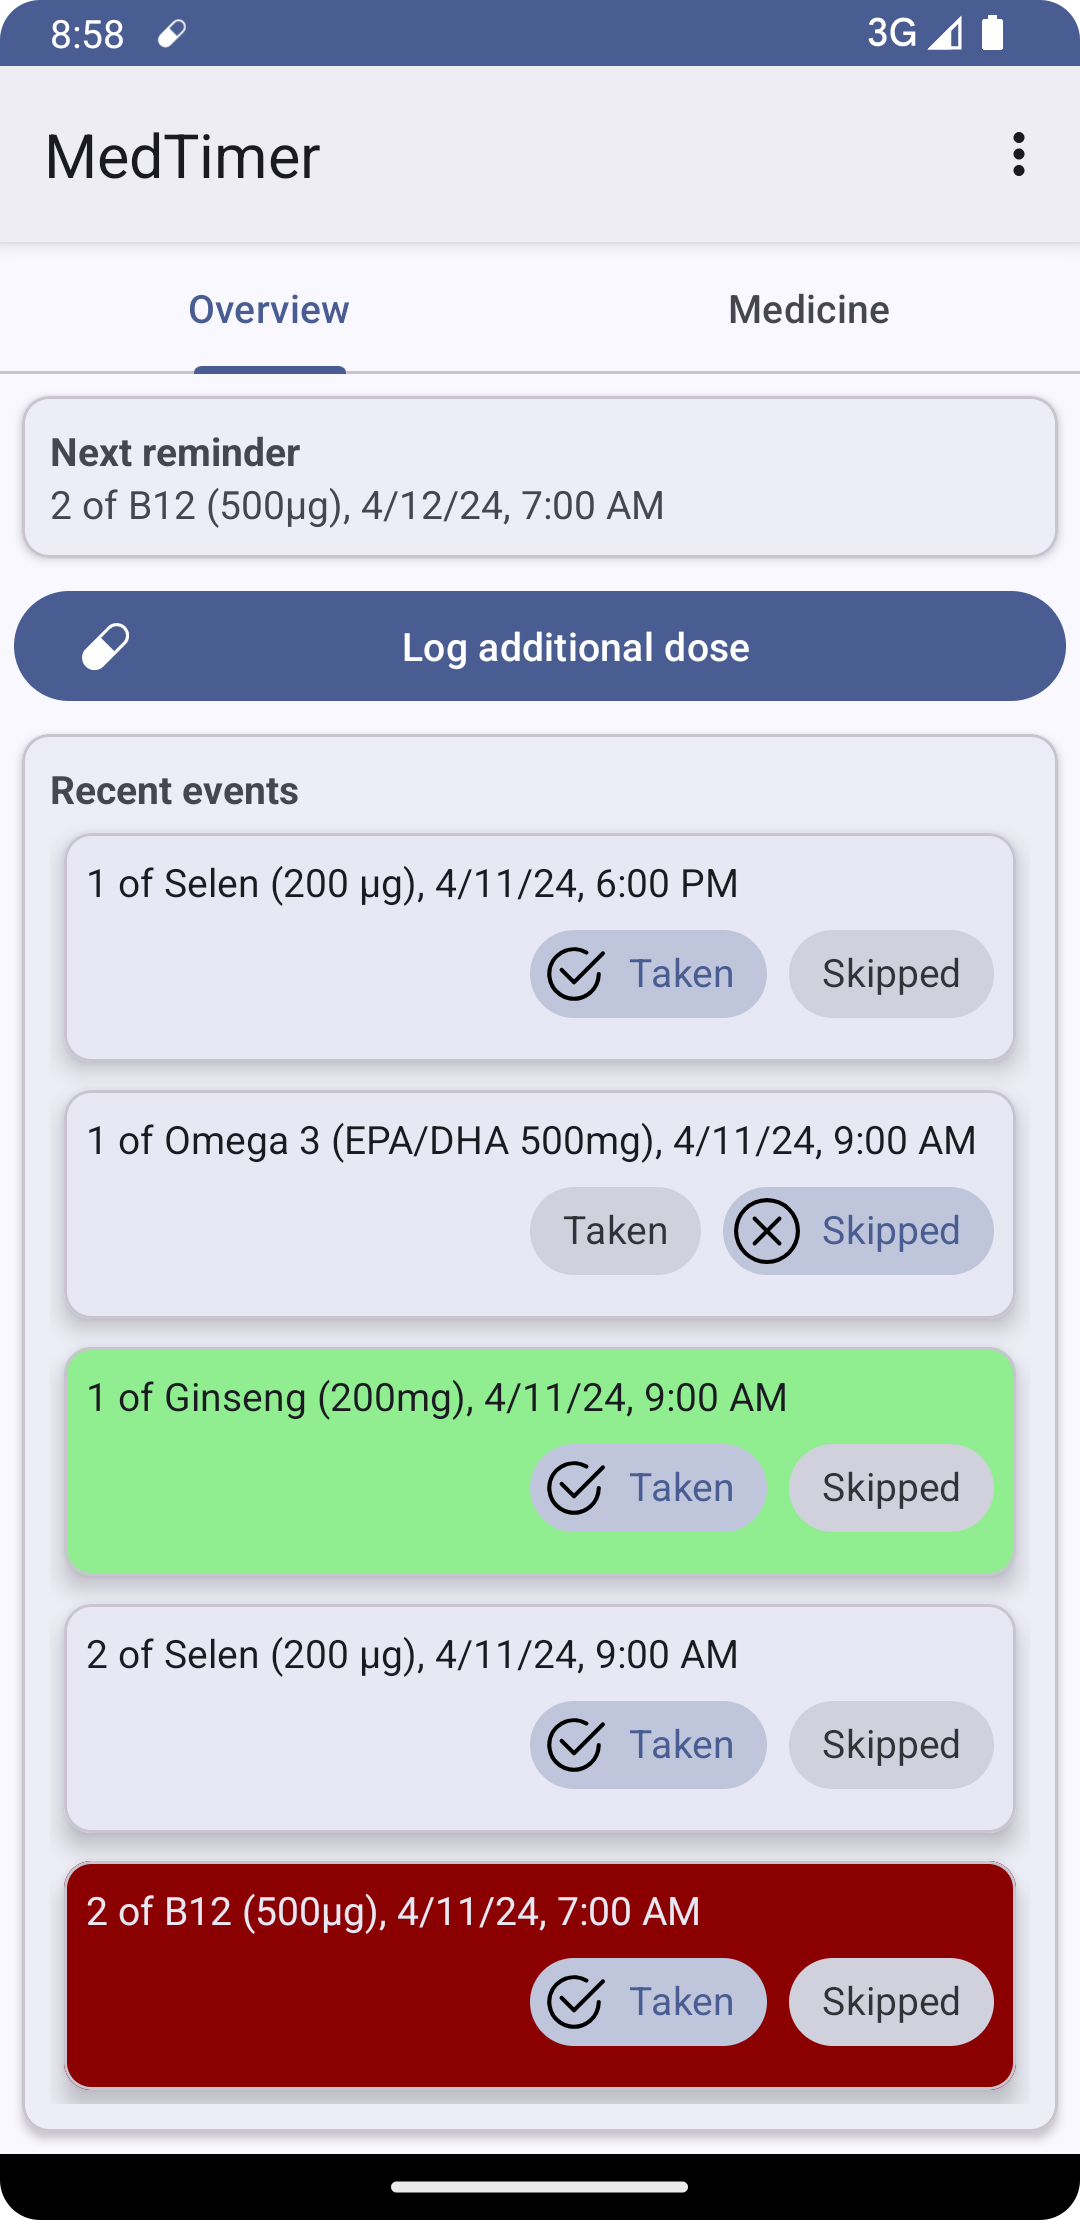 8:58
3G
MedTimer
Overview
Medicine
Next reminder
2 of B12 (500µg), 4/12/24, 7:00 AM
Log additional dose
Recent events
1 of Selen (200 µg), 4/11/24, 6:00 PM
Taken
Skipped
1 of Omega 3 (EPA/DHA 500mg), 4/11/24, 9:00 AM
Taken
Skipped
1 of Ginseng (200mg), 4/11/24, 9:00 AM
Taken
Skipped
2 of Selen (200 µg), 4/11/24, 9:00 AM
Taken
Skipped
2 of B12 (500µg), 4/11/24, 7:00 AM
Taken
Skipped